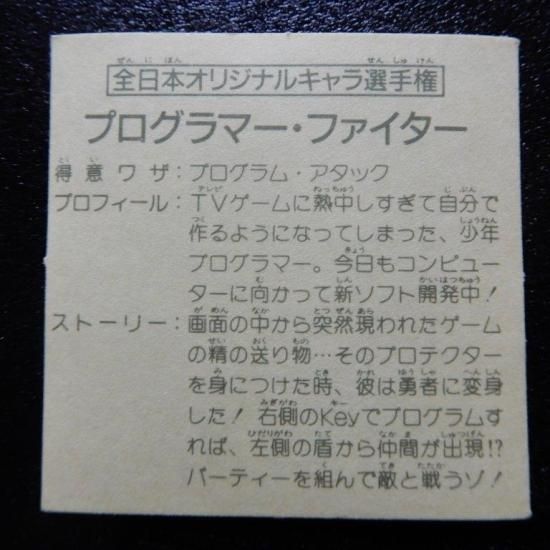 全日本オリジナルキャラ選手権
プログラマー・ファイター
得意ワザ:プログラム・アタック
プロフィール:TVゲームに熱中しすぎて自分で
作るようになってしまった、少年
プログラマー。今日もコンピュー
ターに向かって新ソフト開発中!
ストーリー:画面の中から突然現われたゲーム
の精の送り物…そのプロテクター
を身につけた時、彼は勇者に変身
した!右側のKeyでプログラムす
れば、左側の盾から仲間が出現!?
パーティーを組んで敵と戦うゾ!